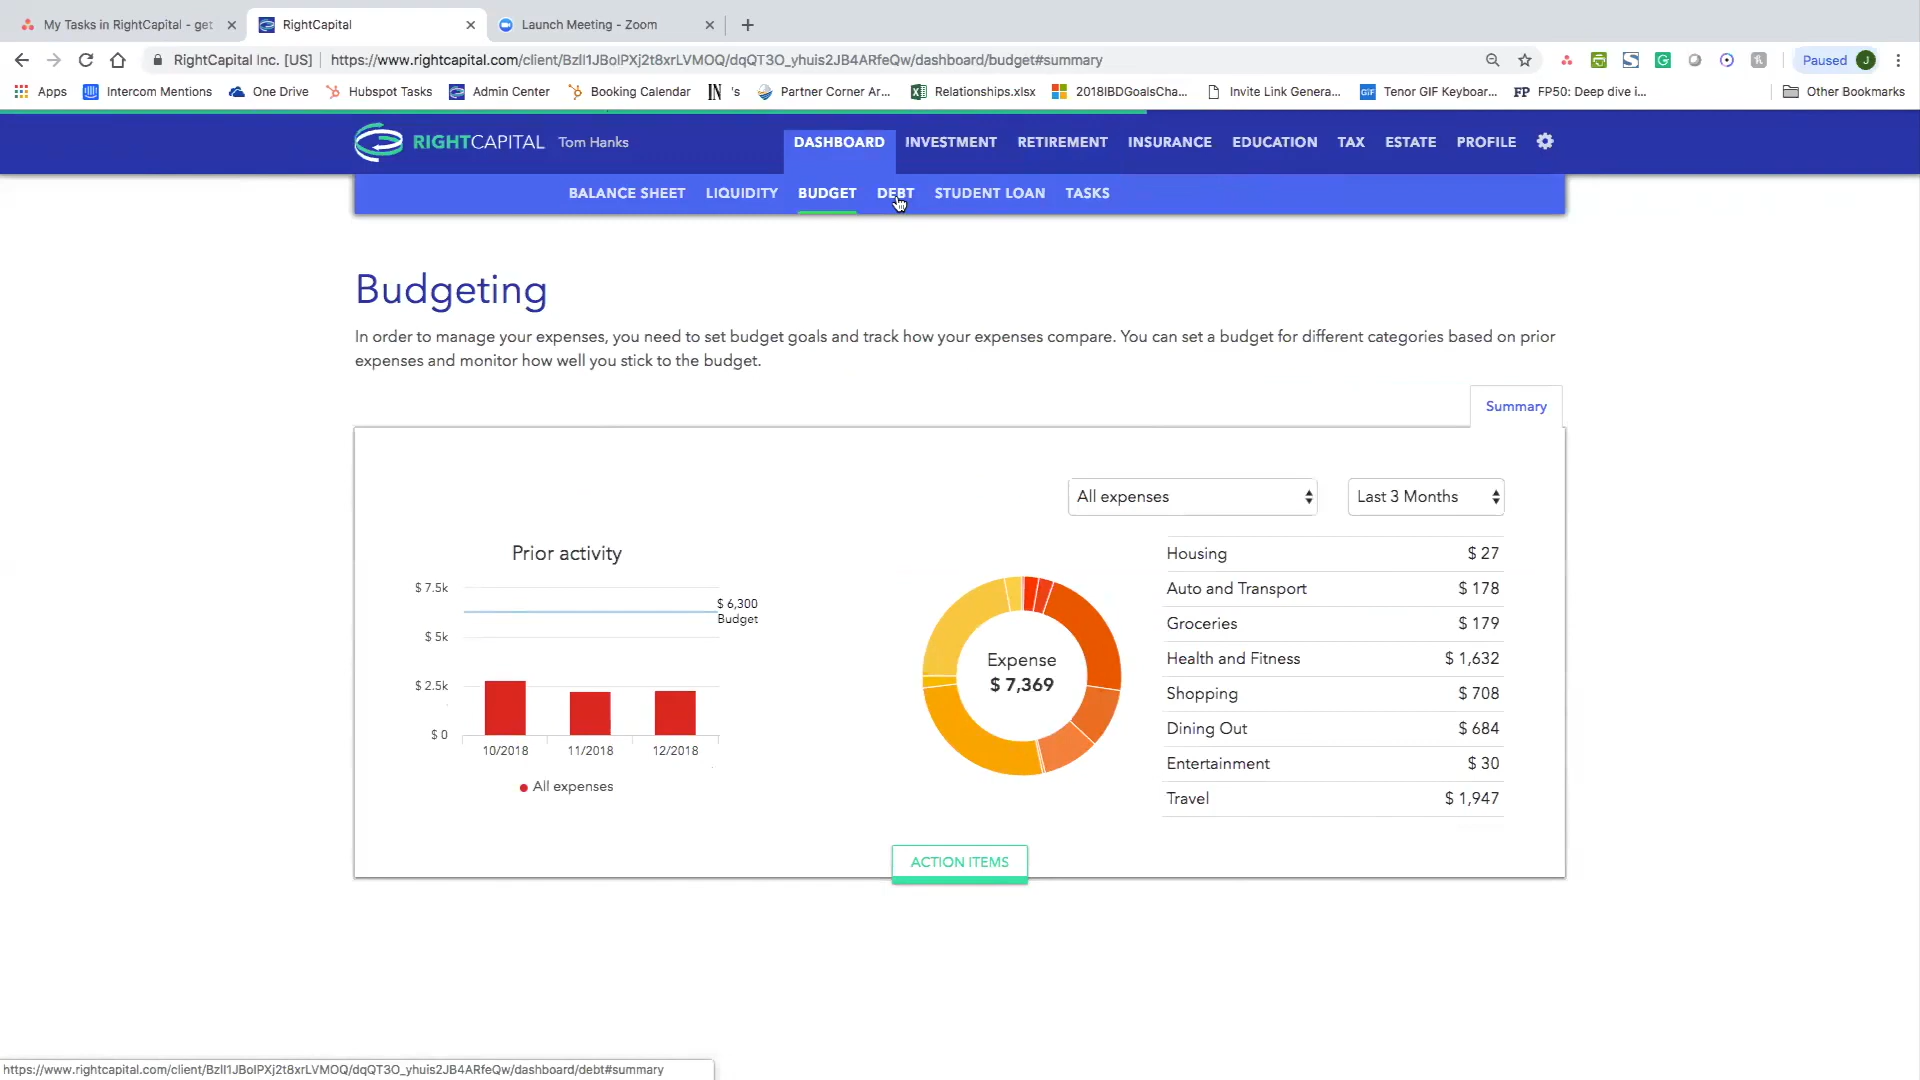 My Tasks in RightCapital - get
RightCapital
Launch Meeting - Zoom
RightCapital Inc. [US]
https://www.rightcapital.com/client/BzlI1JBolPXj2t8xrLVMOQ/dqQT3O_yhuis2JB4ARfeQw/dashboard/budget#summary
Paused
J
Apps
Intercom Mentions
One Drive
Hubspot Tasks
Admin Center
Booking Calendar
IN 's
Partner Corner Ar...
Relationships.xlsx
2018IBDGoalsCha...
Invite Link Genera...
GIF Tenor GIF Keyboar...
FP FP50: Deep dive i...
Other Bookmarks
RIGHTCAPITAL
Tom Hanks
DASHBOARD
INVESTMENT
RETIREMENT
INSURANCE
EDUCATION
TAX
ESTATE
PROFILE
BALANCE SHEET
LIQUIDITY
BUDGET
DEBT
STUDENT LOAN
TASKS
Budgeting
In order to manage your expenses, you need to set budget goals and track how your expenses compare. You can set a budget for different categories based on prior
expenses and monitor how well you stick to the budget.
Summary
All expenses
Last 3 Months
Prior activity
$ 7.5k
$ 5k
$ 2.5k
$ 0
$ 6,300
Budget
10/2018
11/2018
12/2018
All expenses
Expense
$ 7,369
Housing $ 27
Auto and Transport $ 178
Groceries $ 179
Health and Fitness $ 1,632
Shopping $ 708
Dining Out $ 684
Entertainment $ 30
Travel $ 1,947
ACTION ITEMS
https://www.rightcapital.com/client/BzlI1JBolPXj2t8xrLVMOQ/dqQT3O_yhuis2JB4ARfeQw/dashboard/debt#summary